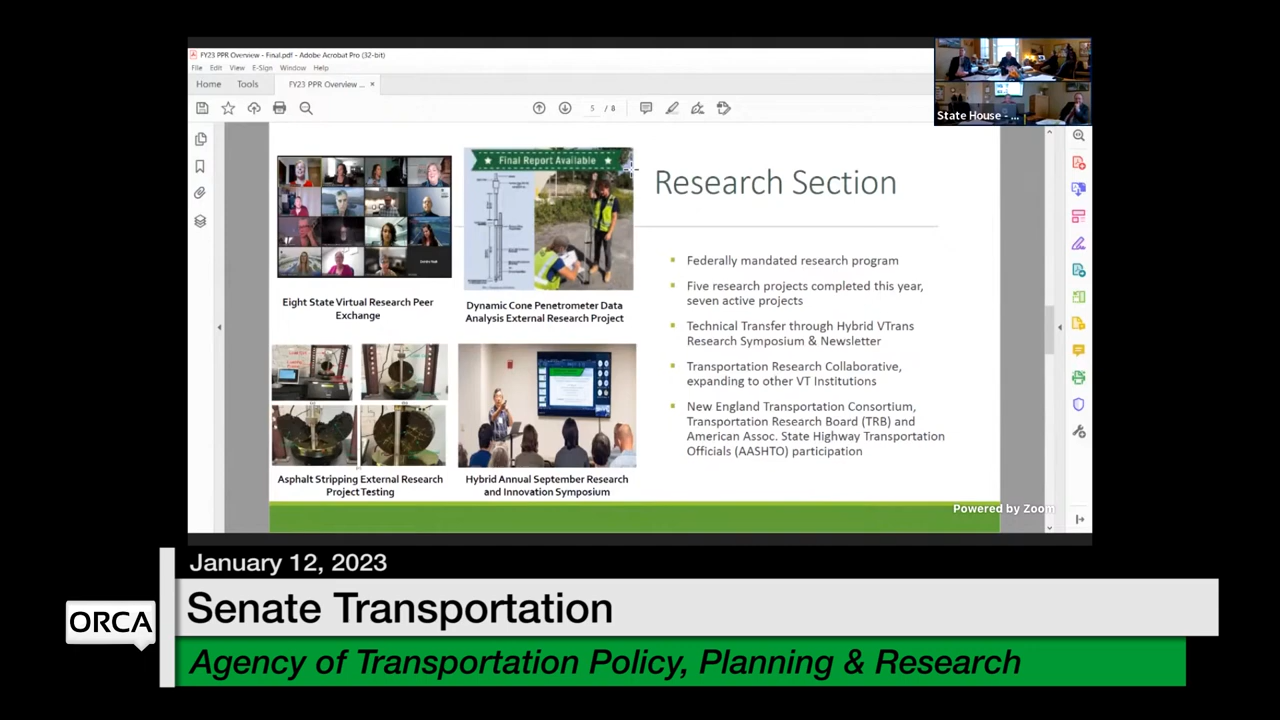 FY23 PPR Overview - Final.pdf - Adobe Acrobat Pro (32-bit)
File Edit View E-Sign Window Help
Home Tools FY23 PPR Overview ... ×
5 / 8
State House - ...
Final Report Available
Research Section
Eight State Virtual Research Peer
Exchange
Dynamic Cone Penetrometer Data
Analysis External Research Project
Federally mandated research program
Five research projects completed this year,
seven active projects
Technical Transfer through Hybrid VTrans
Research Symposium & Newsletter
Transportation Research Collaborative,
expanding to other VT Institutions
New England Transportation Consortium,
Transportation Research Board (TRB) and
American Assoc. State Highway Transportation
Officials (AASHTO) participation
Asphalt Stripping External Research
Project Testing
Hybrid Annual September Research
and Innovation Symposium
Powered by Zoom
January 12, 2023
ORCA
Senate Transportation
Agency of Transportation Policy, Planning & Research